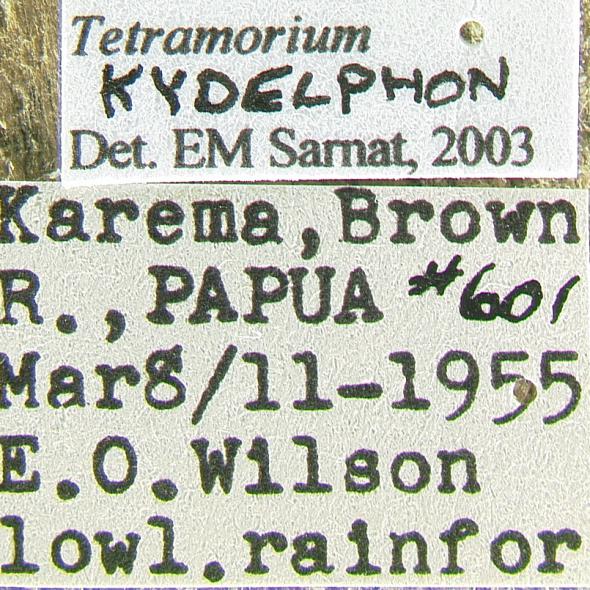 Tetramorium
KYDELPHON
Det. EM Sarnat, 2003
Karema, Brown
R., PAPUA #601
Mar8/11-1955
E.O.Wilson
lowl.rainfor